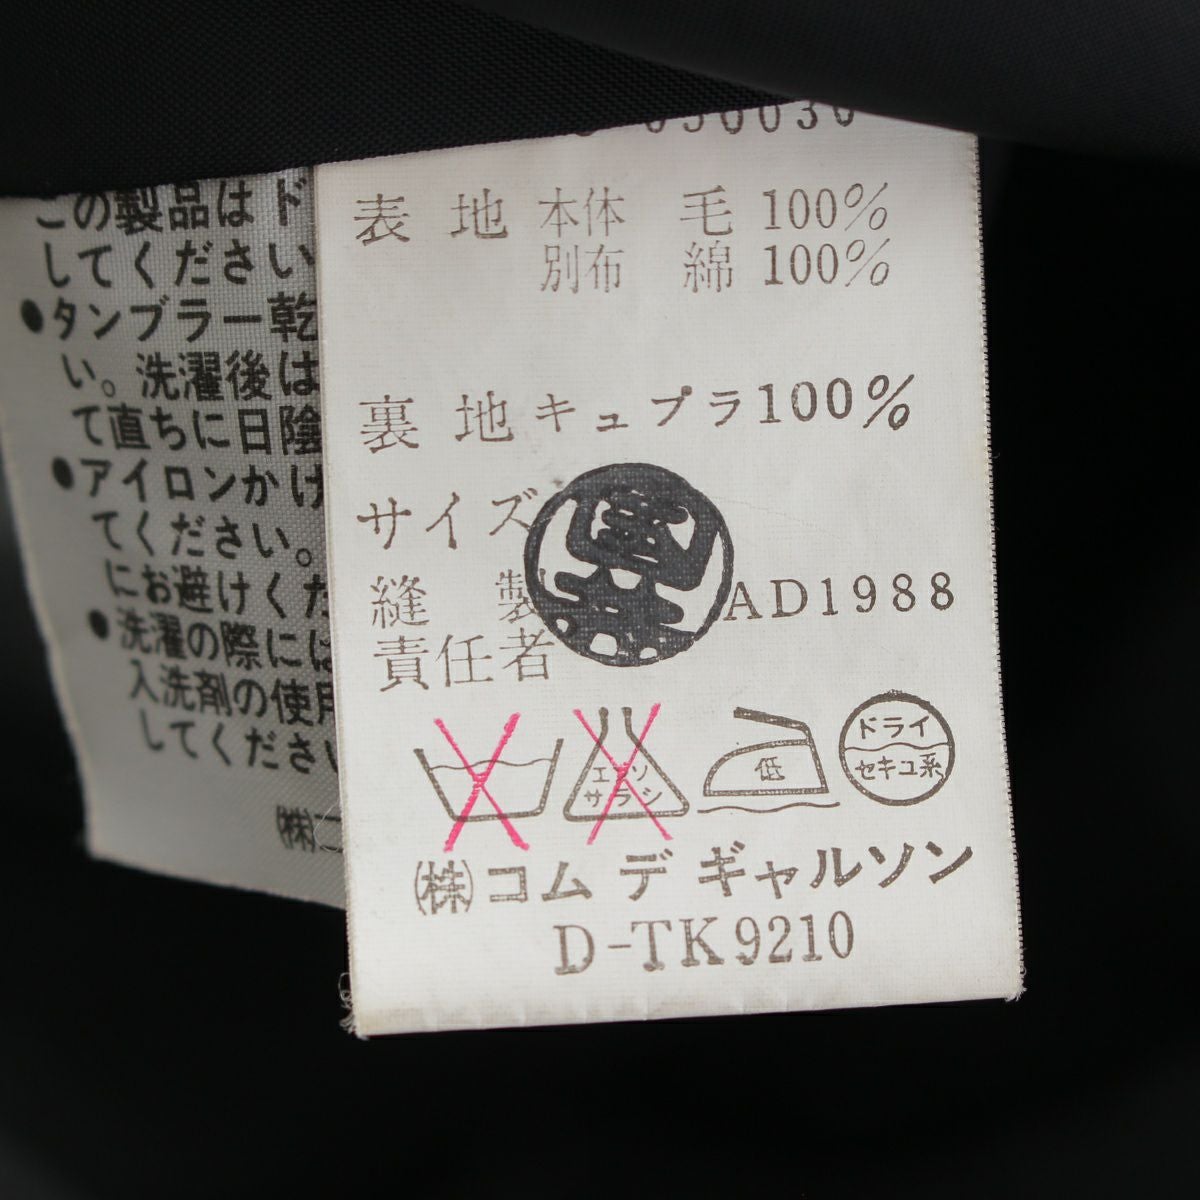 050030
表地 本体 毛 100%
別布 綿 100%
裏地 キュプラ100%
サイズ
縫製 AD1988
責任者
エンソ
サラシ
低
ドライ
セキユ系
㈱コム デ ギャルソン
D-TK9210
この製品はド
してください
●タンブラー乾
い。洗濯後は
て直ちに日陰
●アイロンかけ
てください。
にお避けくだ
●洗濯の際には
入洗剤の使用
してください
㈱コ